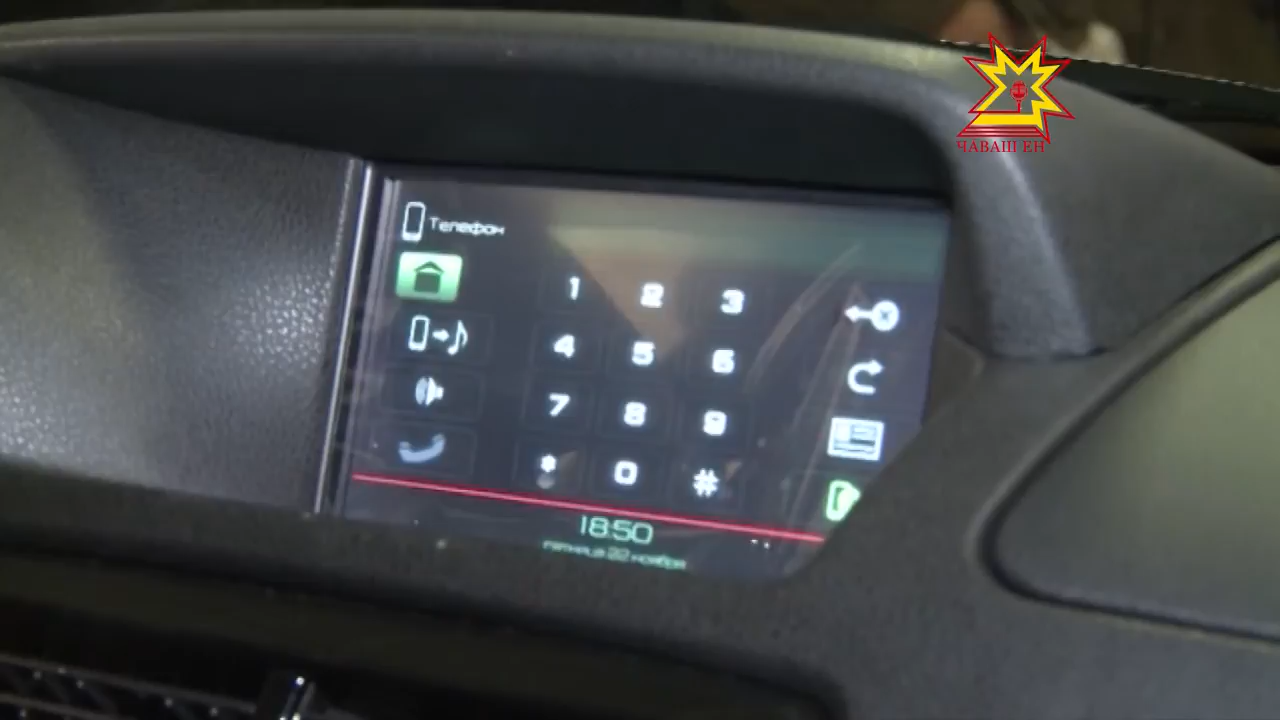 ЧАВАШ ЕН
Телефон
1 2 3
4 5 6
7 8 9
* 0 #
18:50
пятница 22 ноября